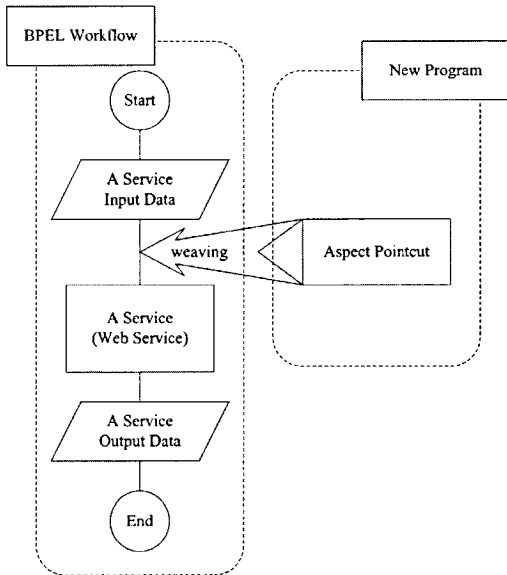 BPEL Workflow
New Program
Start
A Service
Input Data
weaving
Aspect Pointcut
A Service
(Web Service)
A Service
Output Data
End